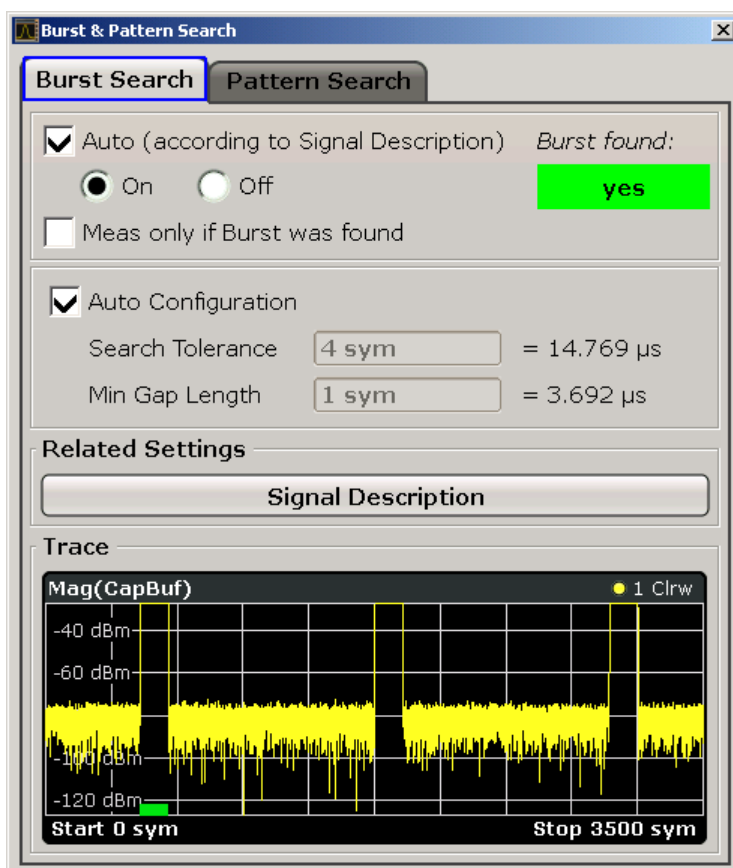 Burst & Pattern Search
Burst Search Pattern Search
Auto (according to Signal Description) Burst found:
On Off yes
Meas only if Burst was found
Auto Configuration
Search Tolerance 4 sym = 14.769 µs
Min Gap Length 1 sym = 3.692 µs
Related Settings
Signal Description
Trace
Mag(CapBuf) 1 Clrw
-40 dBm
-60 dBm
-100 dBm
-120 dBm
Start 0 sym Stop 3500 sym